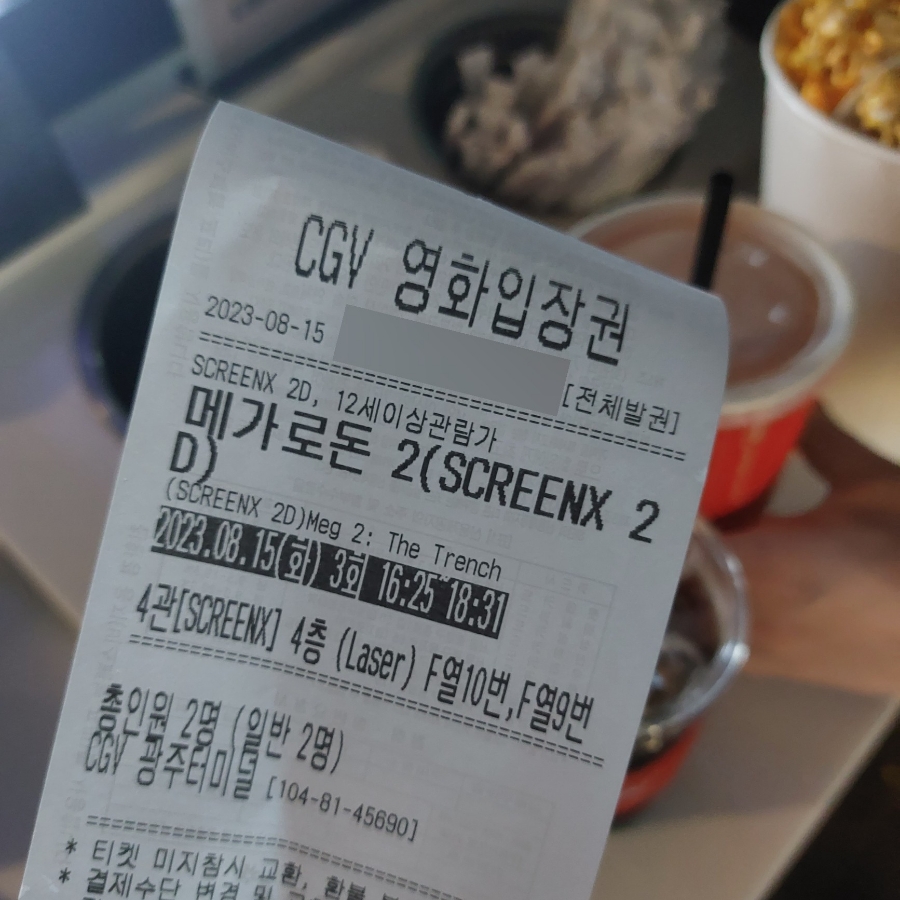 CGV 영화입장권
2023-08-15
[전체발권]
SCREENX 2D, 12세이상관람가
메가로돈 2(SCREENX 2
D)
(SCREENX 2D)Meg 2: The Trench
2023.08.15(화) 3회 16:25~18:31
4관[SCREENX] 4층 (Laser) F열10번,F열9번
총인원 2명 (일반 2명)
CGV 광주터미널 [104-81-45690]
* 티켓 미지참시 교환, 환불
* 결제수단 변경 및